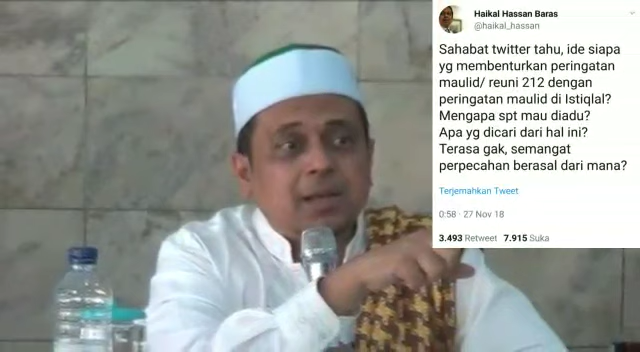 Haikal Hassan Baras
@haikal_hassan
Sahabat twitter tahu, ide siapa
yg membenturkan peringatan
maulid/ reuni 212 dengan
peringatan maulid di Istiqlal?
Mengapa spt mau diadu?
Apa yg dicari dari hal ini?
Terasa gak, semangat
perpecahan berasal dari mana?
Terjemahkan Tweet
0:58 · 27 Nov 18
3.493 Retweet 7.915 Suka